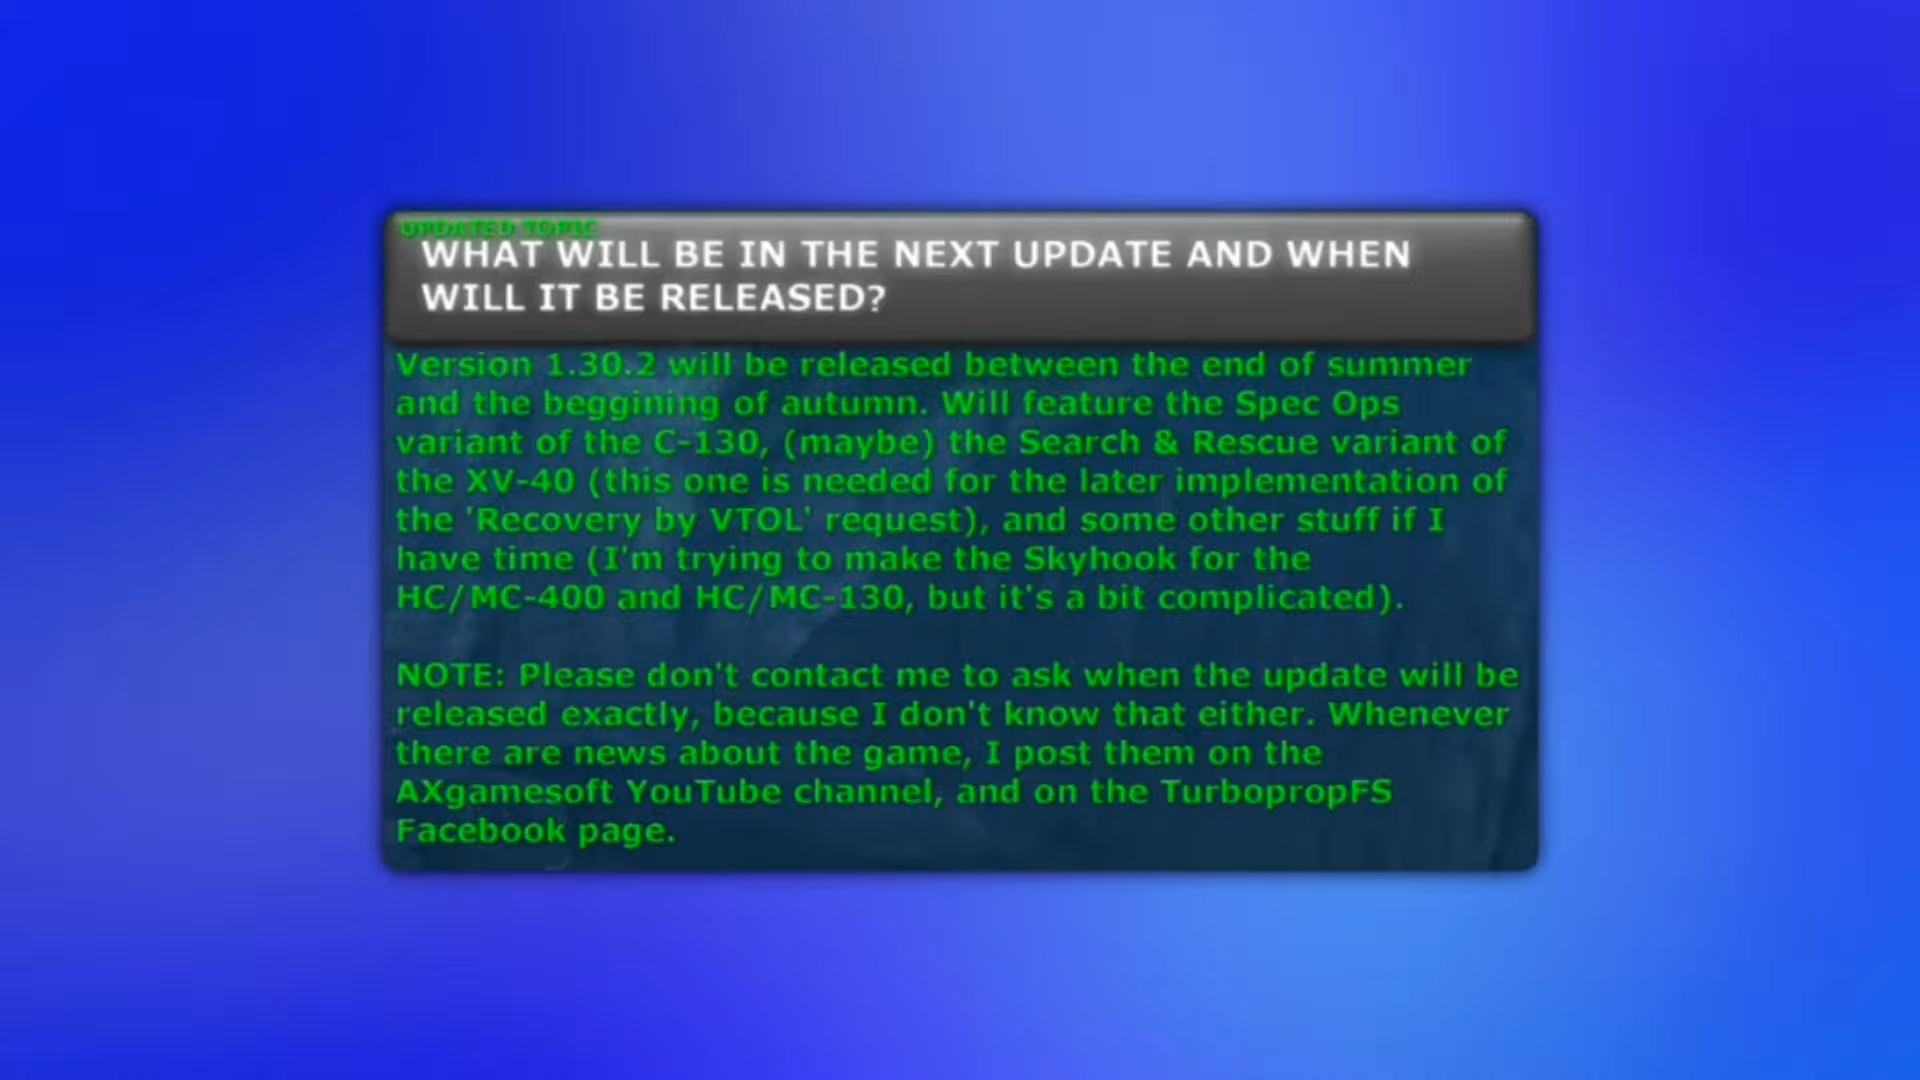 UPDATED TOPIC
WHAT WILL BE IN THE NEXT UPDATE AND WHEN
WILL IT BE RELEASED?
Version 1.30.2 will be released between the end of summer
and the beggining of autumn. Will feature the Spec Ops
variant of the C-130, (maybe) the Search & Rescue variant of
the XV-40 (this one is needed for the later implementation of
the 'Recovery by VTOL' request), and some other stuff if I
have time (I'm trying to make the Skyhook for the
HC/MC-400 and HC/MC-130, but it's a bit complicated).
NOTE: Please don't contact me to ask when the update will be
released exactly, because I don't know that either. Whenever
there are news about the game, I post them on the
AXgamesoft YouTube channel, and on the TurbopropFS
Facebook page.